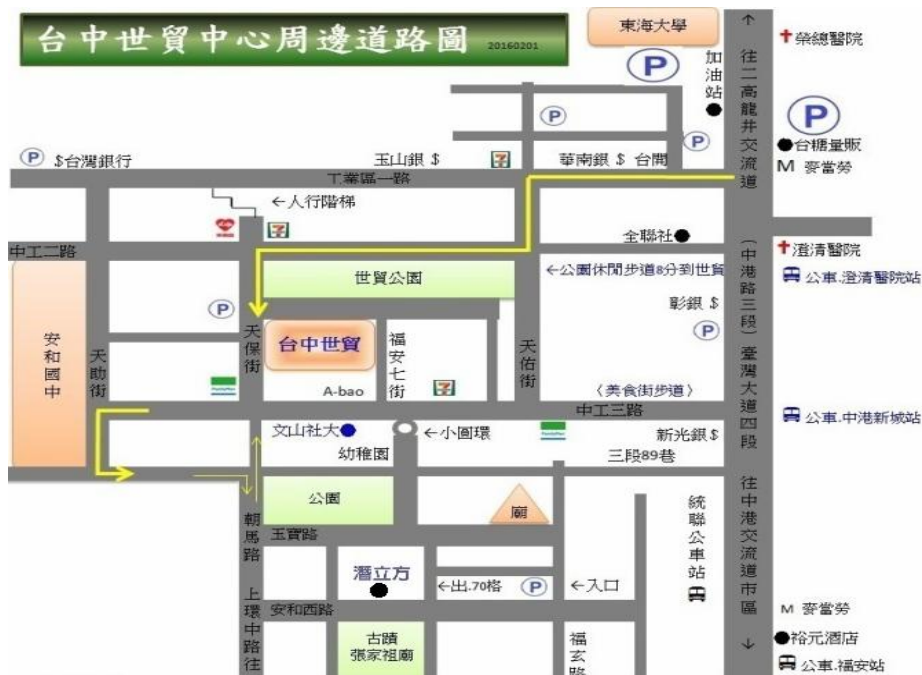 台中世貿中心周邊道路圖 20160201
東海大學
P
加油站
往二高龍井交流道
榮總醫院
P
P
P
台糖量販
M 麥當勞
P $台灣銀行
玉山銀 $
7
華南銀 $ 台開
工業區一路
←人行階梯
7
全聯社
中工二路
澄清醫院
世貿公園
←公園休閒步道8分到世貿
公車.澄清醫院站
(中港路三段)臺灣大道四段
彰銀 $
P
P
安和國中
天助街
天保街
台中世貿
福安七街
天佑街
A-bao
7
〈美食街步道〉
中工三路
公車.中港新城站
文山社大
←小圓環
新光銀$
幼稚園
三段89巷
公園
廟
朝馬路
玉寶路
統聯公車站
往中港交流道市區
潛立方
←出.70格 P
←入口
上環中路往
安和西路
M 麥當勞
古蹟
張家祖廟
福玄路
裕元酒店
公車.福安站